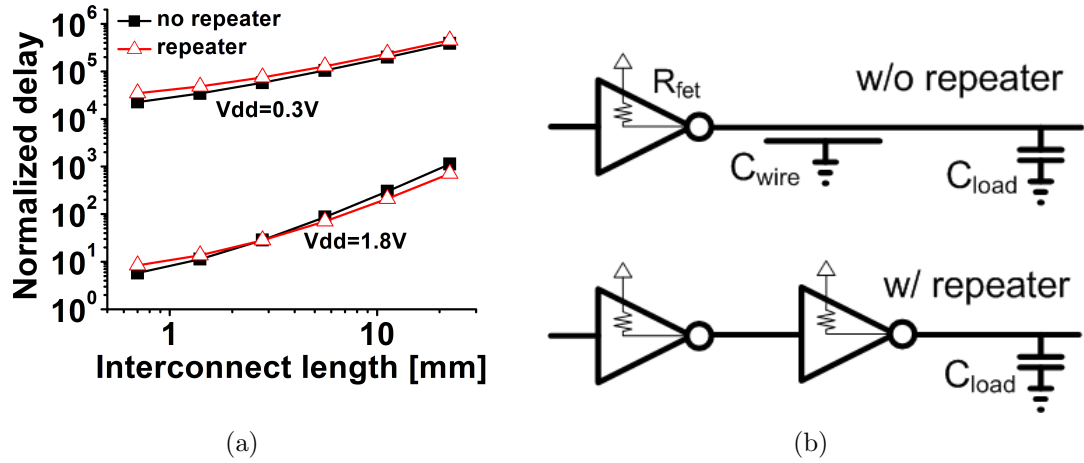 no repeater
repeater
Normalized delay
10^6
10^5
10^4
10^3
10^2
10^1
10^0
Vdd=0.3V
Vdd=1.8V
1
10
Interconnect length [mm]
(a)
R_fet
w/o repeater
C_wire
C_load
w/ repeater
C_load
(b)